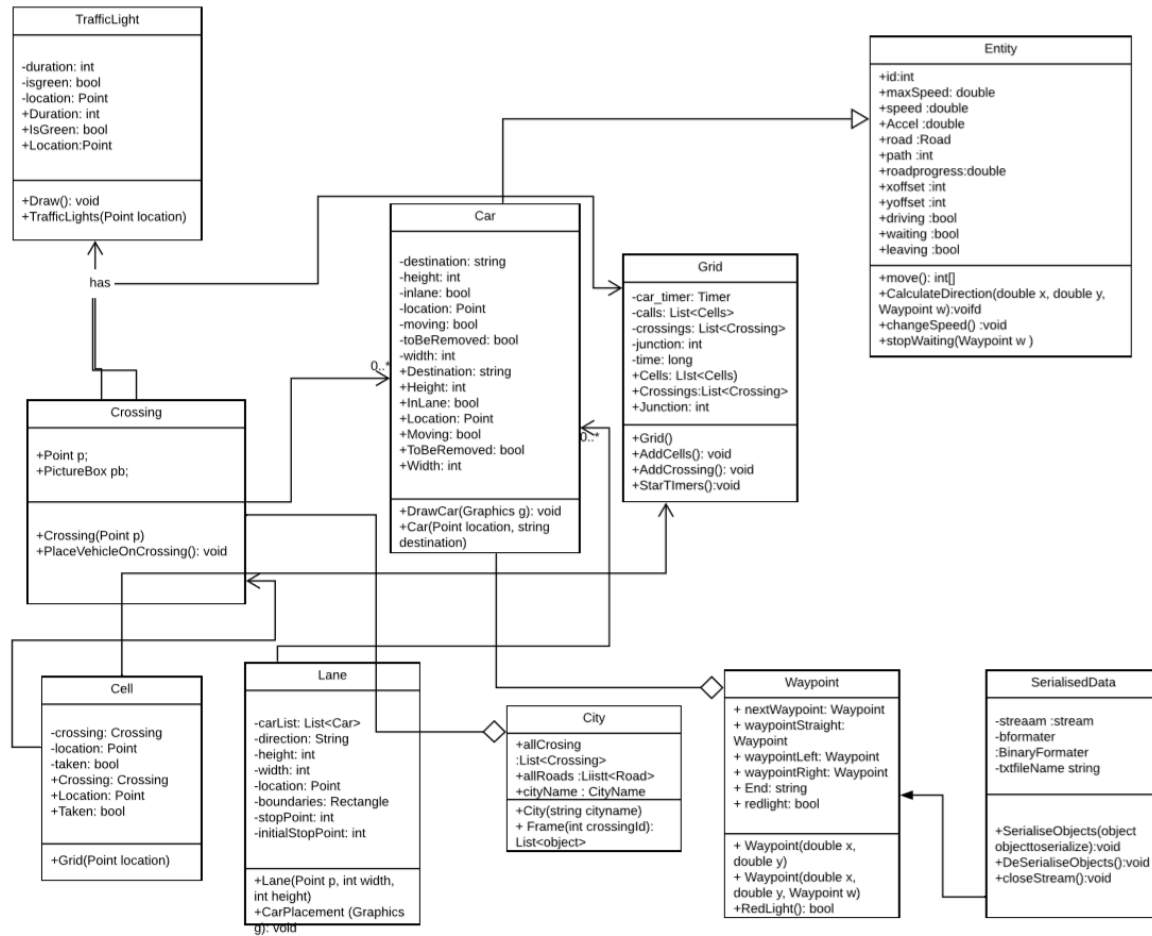 TrafficLight
-duration: int
-isgreen: bool
-location: Point
+Duration: int
+IsGreen: bool
+Location:Point
+Draw(): void
+TrafficLights(Point location)
has
Entity
+id:int
+maxSpeed: double
+speed :double
+Accel :double
+road :Road
+path :int
+roadprogress:double
+xoffset :int
+yoffset :int
+driving :bool
+waiting :bool
+leaving :bool
+move(): int[]
+CalculateDirection(double x, double y,
Waypoint w):voifd
+changeSpeed() :void
+stopWaiting(Waypoint w )
Car
-destination: string
-height: int
-inlane: bool
-location: Point
-moving: bool
-toBeRemoved: bool
-width: int
+Destination: string
+Height: int
+InLane: bool
+Location: Point
+Moving: bool
+ToBeRemoved: bool
+Width: int
+DrawCar(Graphics g): void
+Car(Point location, string
destination)
0..*
0..*
Grid
-car_timer: Timer
-calls: List<Cells>
-crossings: List<Crossing>
-junction: int
-time: long
+Cells: LIst<Cells)
+Crossings:List<Crossing>
+Junction: int
+Grid()
+AddCells(): void
+AddCrossing(): void
+StarTImers():void
Crossing
+Point p;
+PictureBox pb;
+Crossing(Point p)
+PlaceVehicleOnCrossing(): void
Cell
-crossing: Crossing
-location: Point
-taken: bool
+Crossing: Crossing
+Location: Point
+Taken: bool
+Grid(Point location)
Lane
-carList: List<Car>
-direction: String
-height: int
-width: int
-location: Point
-boundaries: Rectangle
-stopPoint: int
-initialStopPoint: int
+Lane(Point p, int width,
int height)
+CarPlacement (Graphics
g): void
City
+allCrosing
:List<Crossing>
+allRoads :Liistt<Road>
+cityName : CityName
+City(string cityname)
+ Frame(int crossingId):
List<object>
Waypoint
+ nextWaypoint: Waypoint
+ waypointStraight:
Waypoint
+ waypointLeft: Waypoint
+ waypointRight: Waypoint
+ End: string
+ redlight: bool
+ Waypoint(double x,
double y)
+ Waypoint(double x,
double y, Waypoint w)
+RedLight(): bool
SerialisedData
-streaam :stream
-bformater
:BinaryFormater
-txtfileName string
+SerialiseObjects(object
objecttoserialize):void
+DeSerialiseObjects():void
+closeStream():void